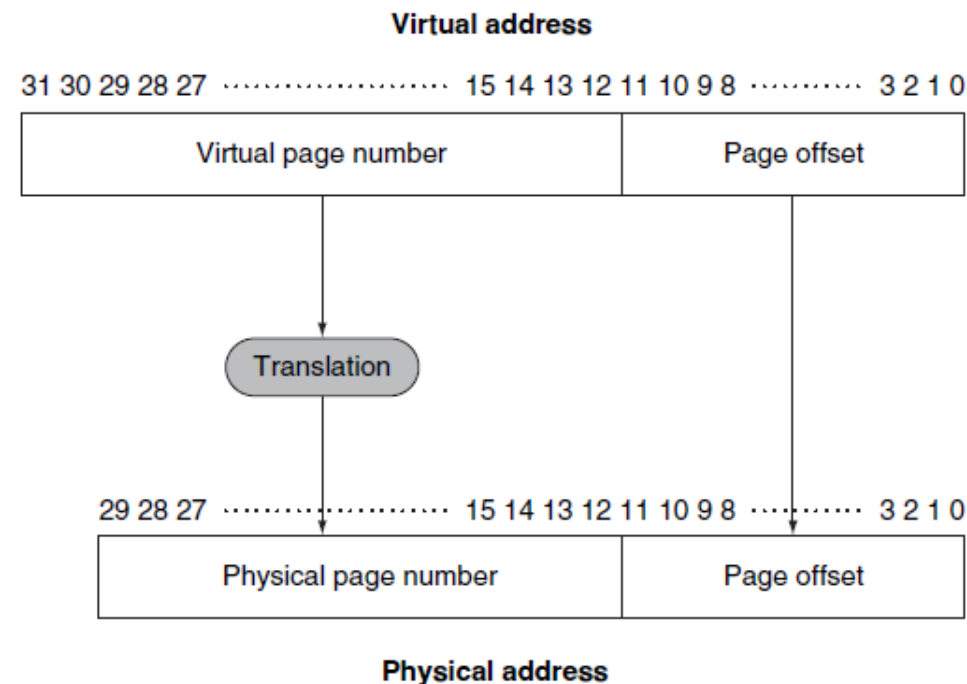 Virtual address
31 30 29 28 27 ···················· 15 14 13 12 11 10 9 8 ·········· 3 2 1 0
Virtual page number Page offset
Translation
29 28 27 ···················· 15 14 13 12 11 10 9 8 ·········· 3 2 1 0
Physical page number Page offset
Physical address